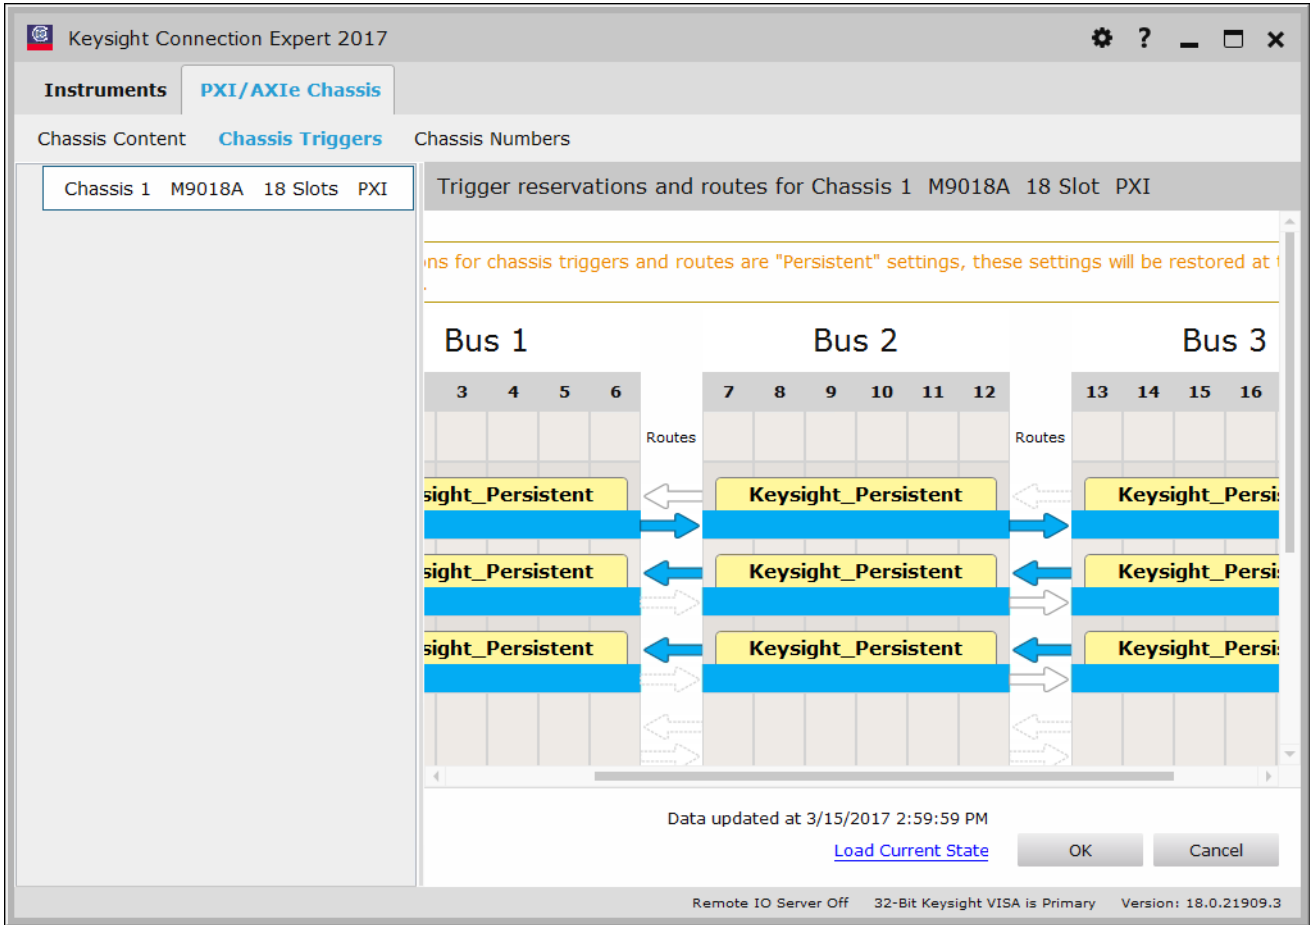 Keysight Connection Expert 2017
Instruments PXI/AXIe Chassis
Chassis Content Chassis Triggers Chassis Numbers
Chassis 1 M9018A 18 Slots PXI
Trigger reservations and routes for Chassis 1 M9018A 18 Slot PXI
ns for chassis triggers and routes are "Persistent" settings, these settings will be restored at
Bus 1 Bus 2 Bus 3
3 4 5 6 7 8 9 10 11 12 13 14 15 16
Routes Routes
sight_Persistent Keysight_Persistent Keysight_Persi
sight_Persistent Keysight_Persistent Keysight_Persi
sight_Persistent Keysight_Persistent Keysight_Persi
Data updated at 3/15/2017 2:59:59 PM
Load Current State OK Cancel
Remote IO Server Off 32-Bit Keysight VISA is Primary Version: 18.0.21909.3